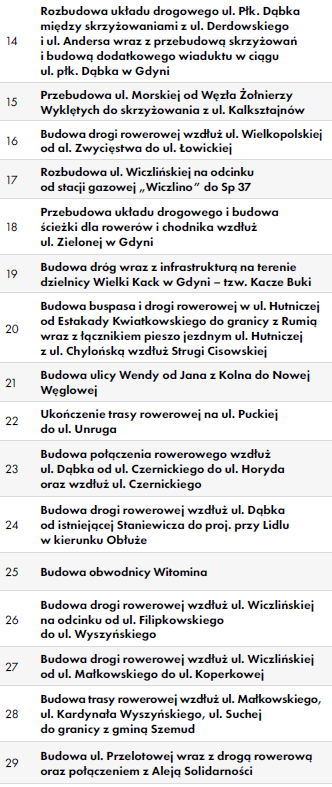 14
Rozbudowa układu drogowego ul. Płk. Dąbka
między skrzyżowaniami z ul. Derdowskiego
i ul. Andersa wraz z przebudową skrzyżowań
i budową dodatkowego wiaduktu w ciągu
ul. płk. Dąbka w Gdyni
15
Przebudowa ul. Morskiej od Węzła Żołnierzy
Wyklętych do skrzyżowania z ul. Kalksztajnów
16
Budowa drogi rowerowej wzdłuż ul. Wielkopolskiej
od al. Zwycięstwa do ul. Łowickiej
17
Rozbudowa ul. Wiczlińskiej na odcinku
od stacji gazowej „Wiczlino” do Sp 37
18
Przebudowa układu drogowego i budowa
ścieżki dla rowerów i chodnika wzdłuż
ul. Zielonej w Gdyni
19
Budowa dróg wraz z infrastrukturą na terenie
dzielnicy Wielki Kack w Gdyni – tzw. Kacze Buki
20
Budowa buspasa i drogi rowerowej w ul. Hutniczej
od Estakady Kwiatkowskiego do granicy z Rumią
wraz z łącznikiem pieszo jezdnym ul. Hutniczej
z ul. Chylońską wzdłuż Strugi Cisowskiej
21
Budowa ulicy Wendy od Jana z Kolna do Nowej
Węglowej
22
Ukończenie trasy rowerowej na ul. Puckiej
do ul. Unruga
23
Budowa połączenia rowerowego wzdłuż
ul. Dąbka od ul. Czernickiego do ul. Horyda
oraz wzdłuż ul. Czernickiego
24
Budowa drogi rowerowej wzdłuż ul. Dąbka
od istniejącej Staniewicza do proj. przy Lidlu
w kierunku Obłuże
25
Budowa obwodnicy Witomina
26
Budowa drogi rowerowej wzdłuż ul. Wiczlińskiej
na odcinku od ul. Filipkowskiego
do ul. Wyszyńskiego
27
Budowa drogi rowerowej wzdłuż ul. Wiczlińskiej
od ul. Małkowskiego do ul. Koperkowej
28
Budowa trasy rowerowej wzdłuż ul. Małkowskiego,
ul. Kardynała Wyszyńskiego, ul. Suchej
do granicy z gminą Szemud
29
Budowa ul. Przelotowej wraz z drogą rowerową
oraz połączeniem z Aleją Solidarności